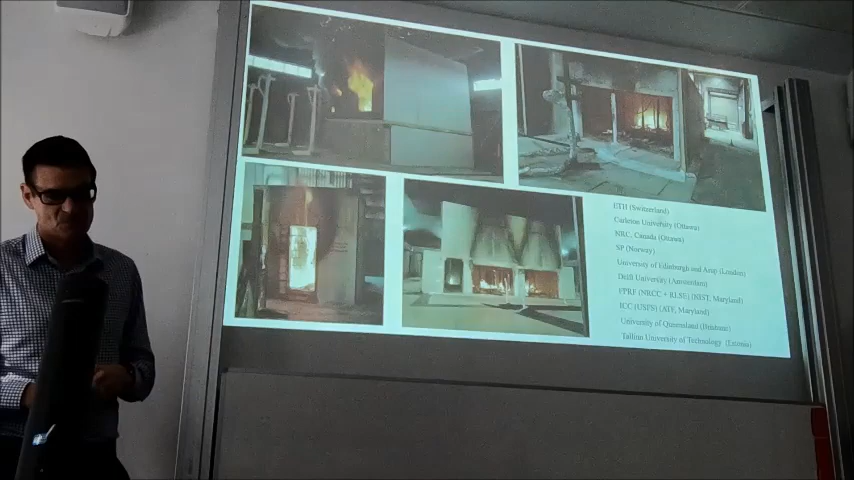 ETH (Switzerland)
Carleton University (Ottawa)
NRC, Canada (Ottawa)
SP (Norway)
University of Edinburgh and Arup (London)
Delft University (Amsterdam)
FPRF (NRCC + RISE) (NIST, Maryland)
ICC (USFS) (ATF, Maryland)
University of Queensland (Brisbane)
Tallinn University of Technology (Estonia)